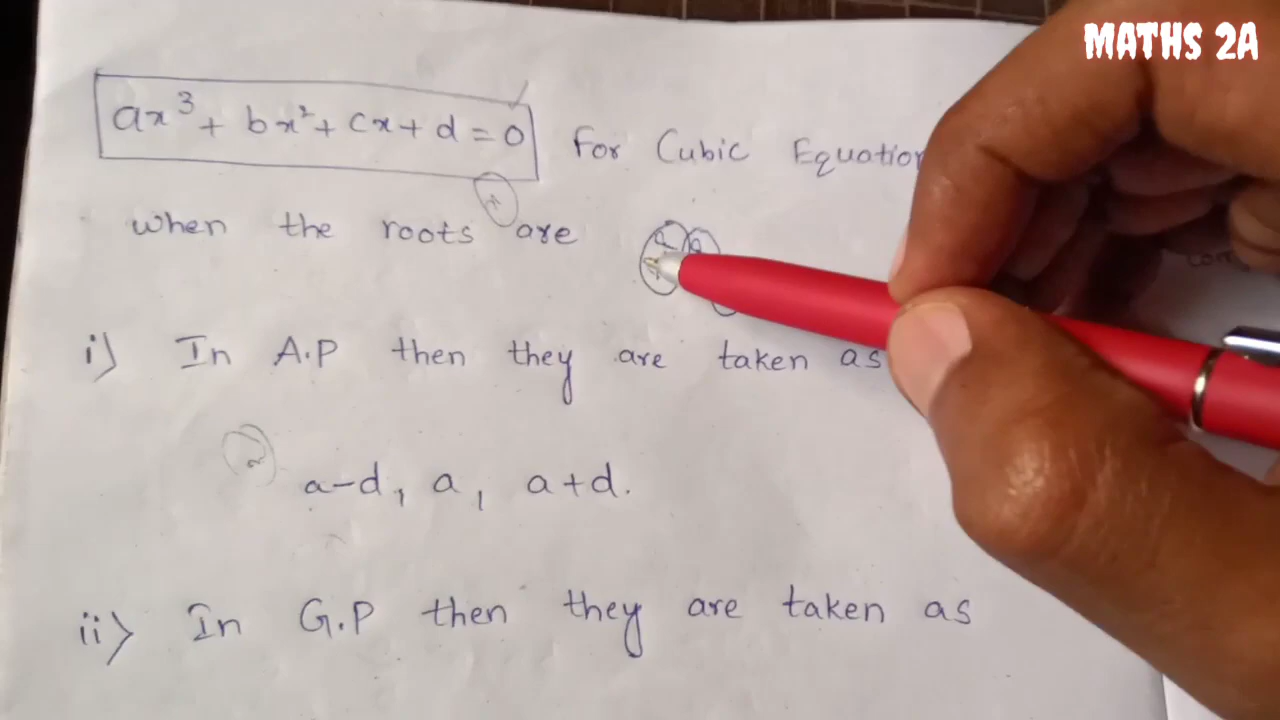 MATHS 2A
ax³ + bx² + cx + d = 0 For Cubic Equation
when the roots are
i) In A.P then they are taken as
a-d, a, a+d.
ii) In G.P then they are taken as